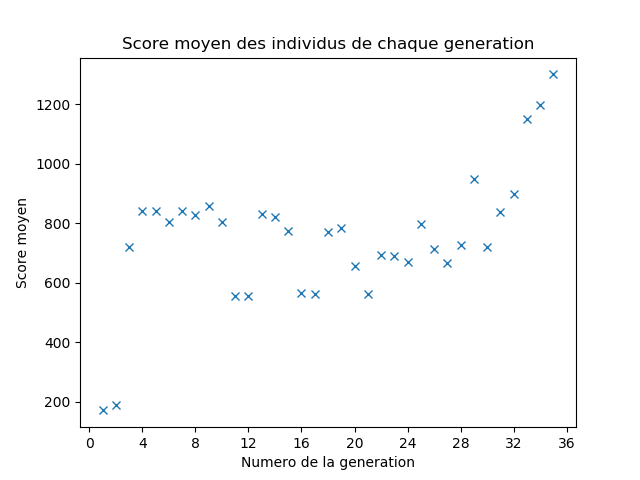 Score moyen des individus de chaque generation
1200
1000
800
600
400
200
Score moyen
0 4 8 12 16 20 24 28 32 36
Numero de la generation